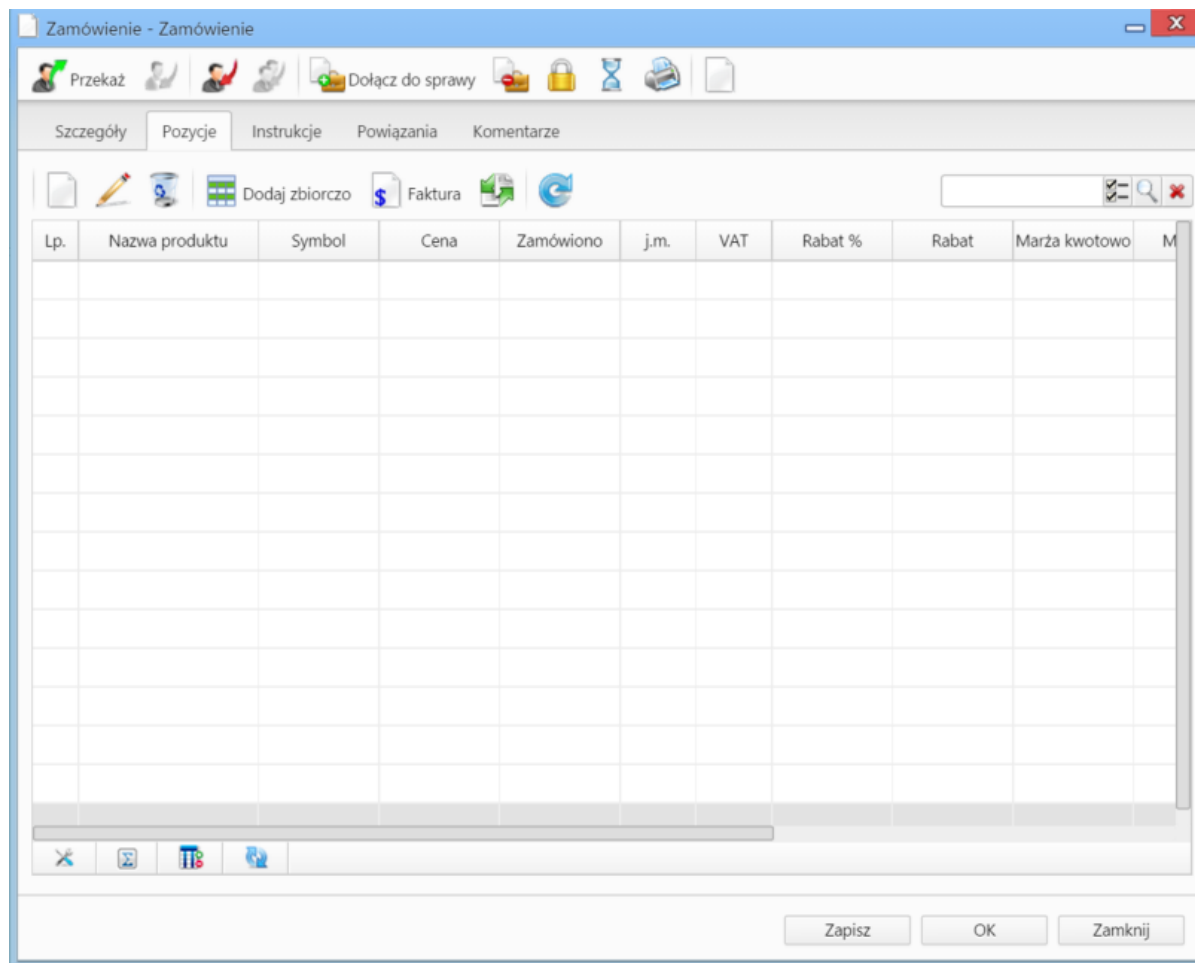 Zamówienie - Zamówienie
Przekaż Dołącz do sprawy
Szczegóły Pozycje Instrukcje Powiązania Komentarze
Dodaj zbiorczo Faktura
Lp. Nazwa produktu Symbol Cena Zamówiono j.m. VAT Rabat % Rabat Marża kwotowo M
Zapisz OK Zamknij